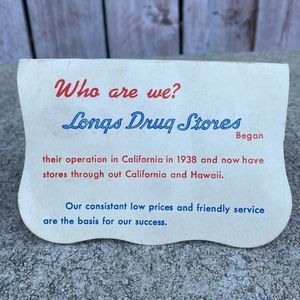 Who are we?
Longs Drug Stores
Began
their operation in California in 1938 and now have
stores through out California and Hawaii.
Our consistant low prices and friendly service
are the basis for our success.